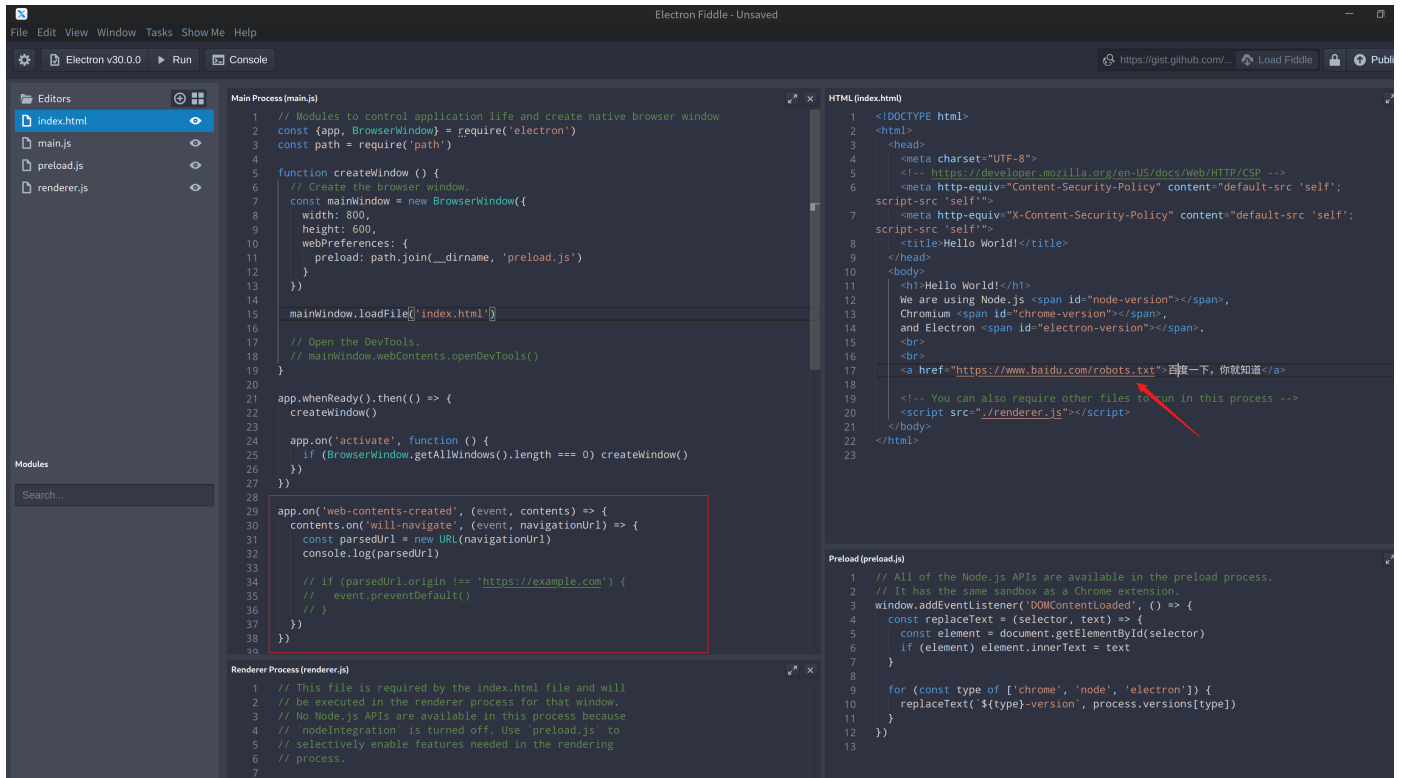 Electron Fiddle - Unsaved
File Edit View Window Tasks Show Me Help
Electron v30.0.0 Run Console https://gist.github.com/... Load Fiddle Publi
Editors
index.html
main.js
preload.js
renderer.js
Modules
Search...
Main Process (main.js)
1 // Modules to control application life and create native browser window
2 const {app, BrowserWindow} = require('electron')
3 const path = require('path')
4
5 function createWindow () {
6 // Create the browser window.
7 const mainWindow = new BrowserWindow({
8 width: 800,
9 height: 600,
10 webPreferences: {
11 preload: path.join(__dirname, 'preload.js')
12 }
13 })
14
15 mainWindow.loadFile('index.html')
16
17 // Open the DevTools.
18 // mainWindow.webContents.openDevTools()
19 }
20
21 app.whenReady().then(() => {
22 createWindow()
23
24 app.on('activate', function () {
25 if (BrowserWindow.getAllWindows().length === 0) createWindow()
26 })
27 })
28
29 app.on('web-contents-created', (event, contents) => {
30 contents.on('will-navigate', (event, navigationUrl) => {
31 const parsedUrl = new URL(navigationUrl)
32 console.log(parsedUrl)
33
34 // if (parsedUrl.origin !== 'https://example.com') {
35 // event.preventDefault()
36 // }
37 })
38 })
39
Renderer Process (renderer.js)
1 // This file is required by the index.html file and will
2 // be executed in the renderer process for that window.
3 // No Node.js APIs are available in this process because
4 // `nodeIntegration` is turned off. Use `preload.js` to
5 // selectively enable features needed in the rendering
6 // process.
7
HTML (index.html)
1 <!DOCTYPE html>
2 <html>
3 <head>
4 <meta charset="UTF-8">
5 <!-- https://developer.mozilla.org/en-US/docs/Web/HTTP/CSP -->
6 <meta http-equiv="Content-Security-Policy" content="default-src 'self';
script-src 'self'">
7 <meta http-equiv="X-Content-Security-Policy" content="default-src 'self';
script-src 'self'">
8 <title>Hello World!</title>
9 </head>
10 <body>
11 <h1>Hello World!</h1>
12 We are using Node.js <span id="node-version"></span>,
13 Chromium <span id="chrome-version"></span>,
14 and Electron <span id="electron-version"></span>.
15 <br>
16 <br>
17 <a href="https://www.baidu.com/robots.txt">百度一下，你就知道</a>
18
19 <!-- You can also require other files to run in this process -->
20 <script src="./renderer.js"></script>
21 </body>
22 </html>
23
Preload (preload.js)
1 // All of the Node.js APIs are available in the preload process.
2 // It has the same sandbox as a Chrome extension.
3 window.addEventListener('DOMContentLoaded', () => {
4 const replaceText = (selector, text) => {
5 const element = document.getElementById(selector)
6 if (element) element.innerText = text
7 }
8
9 for (const type of ['chrome', 'node', 'electron']) {
10 replaceText(`${type}-version`, process.versions[type])
11 }
12 })
13